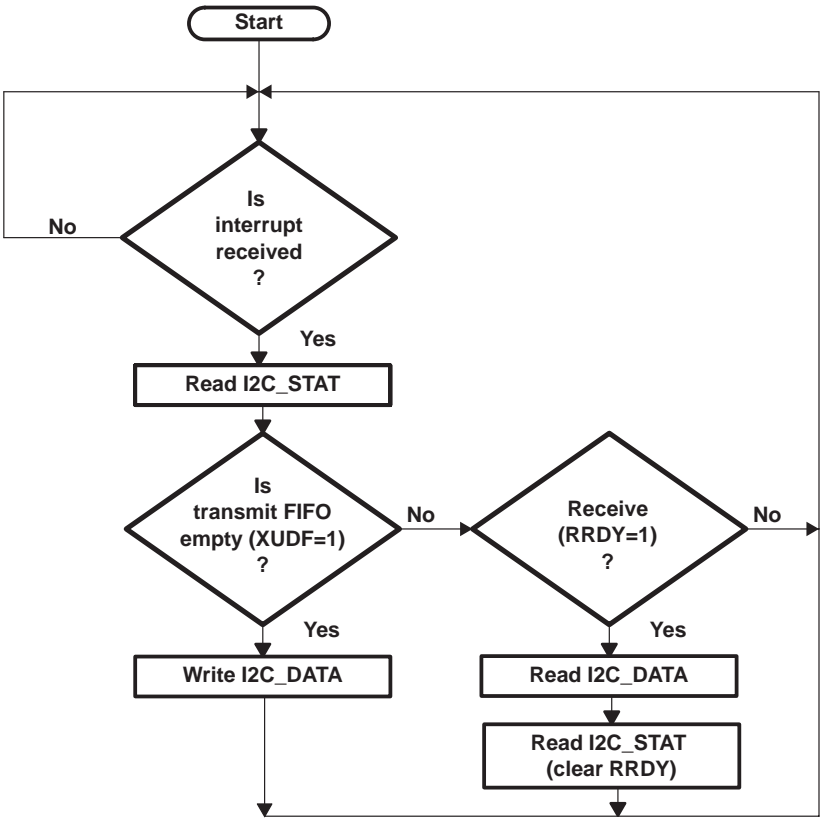 Start
Is
interrupt
received
?
No
Yes
Read I2C_STAT
Is
transmit FIFO
empty (XUDF=1)
?
No
Receive
(RRDY=1)
?
No
Yes
Yes
Write I2C_DATA
Read I2C_DATA
Read I2C_STAT
(clear RRDY)